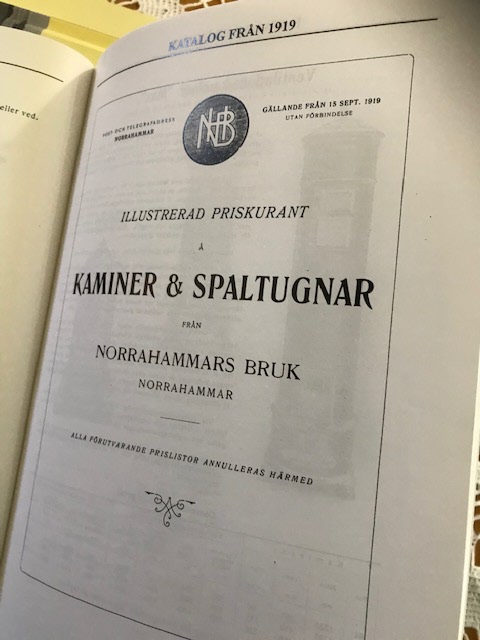 eller ved.
KATALOG FRÅN 1919
POST- OCH TELEGRAFADRESS
NORRAHAMMAR
NHB
GÄLLANDE FRÅN 15 SEPT. 1919
UTAN FÖRBINDELSE
ILLUSTRERAD PRISKURANT
Å
KAMINER & SPALTUGNAR
FRÅN
NORRAHAMMARS BRUK
NORRAHAMMAR
ALLA FÖRUTVARANDE PRISLISTOR ANNULLERAS HÄRMED